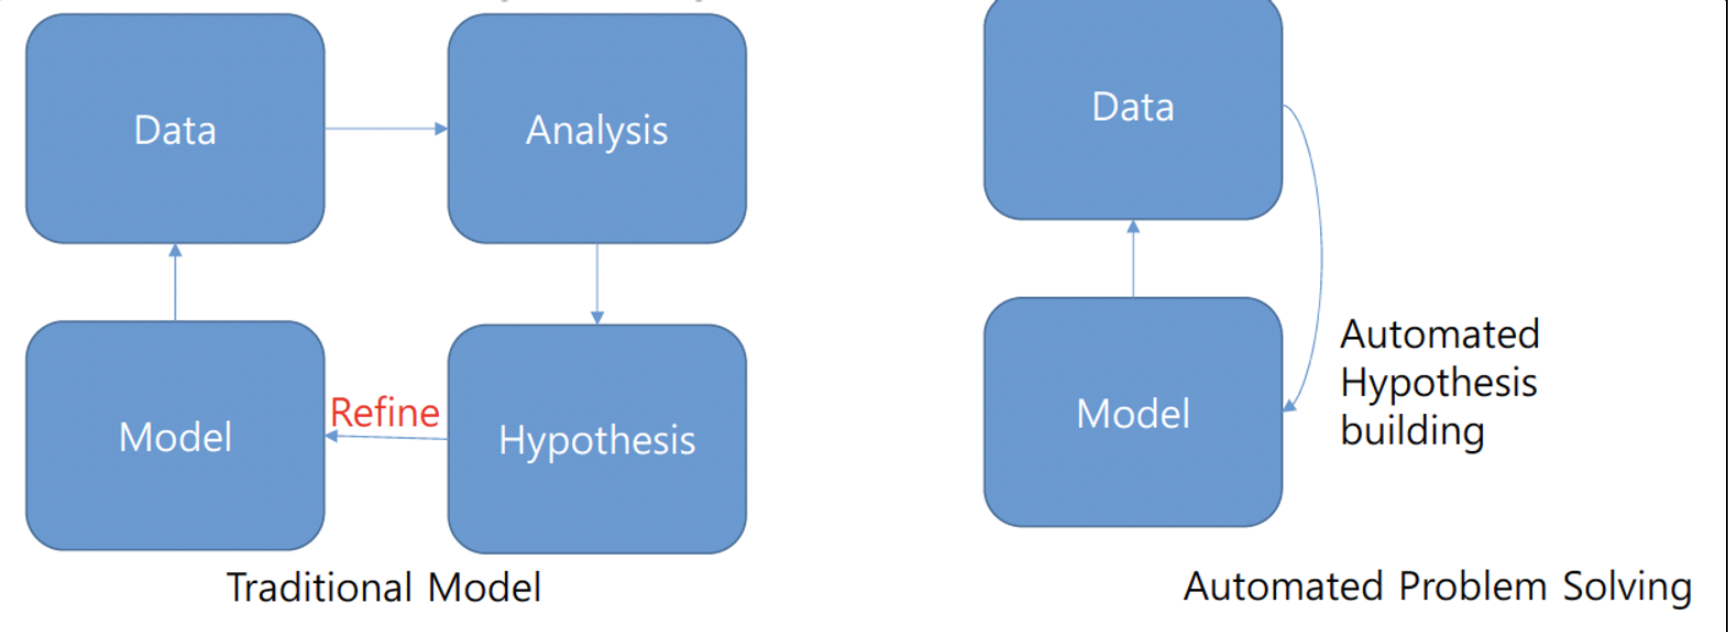 Data
Analysis
Refine
Model
Hypothesis
Traditional Model
Data
Model
Automated
Hypothesis
building
Automated Problem Solving